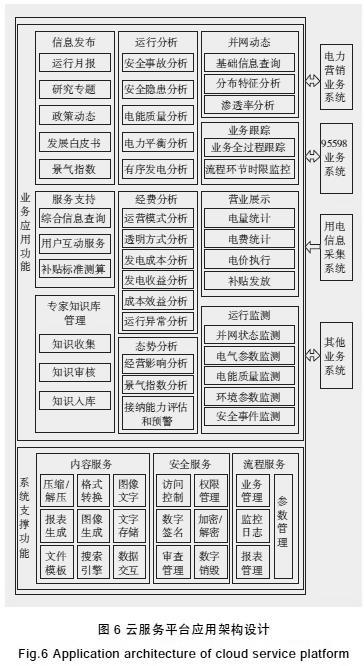 业务应用功能
信息发布
运行月报
研究专题
政策动态
发展白皮书
景气指数
运行分析
安全事故分析
安全隐患分析
电能质量分析
电力平衡分析
有序发电分析
并网动态
基础信息查询
分布特征分析
渗透率分析
业务跟踪
业务全过程跟踪
流程环节时限监控
服务支持
综合信息查询
用户互动服务
补贴标准测算
经费分析
运营模式分析
透明方式分析
发电成本分析
发电收益分析
成本效益分析
运行异常分析
营业展示
电量统计
电费统计
电价执行
补贴发放
专家知识库
管理
知识收集
知识审核
知识入库
态势分析
经营影响分析
景气指数分析
接纳能力评估
和预警
运行监测
并网状态监测
电气参数监测
电能质量监测
环境参数监测
安全事件监测
系统支撑功能
内容服务
压缩/
解压
格式
转换
图像
文字
报表
生成
图像
生成
文字
存储
文件
模板
搜索
引擎
数据
交互
安全服务
访问
控制
权限
管理
数字
签名
加密/
解密
审查
管理
数字
销毁
流程服务
业务
管理
监控
日志
报表
管理
参数管理
电力
营销
业务
系统
95598
业务
系统
用电
信息
采集
系统
其他
业务
系统
图 6 云服务平台应用架构设计
Fig.6 Application architecture of cloud service platform